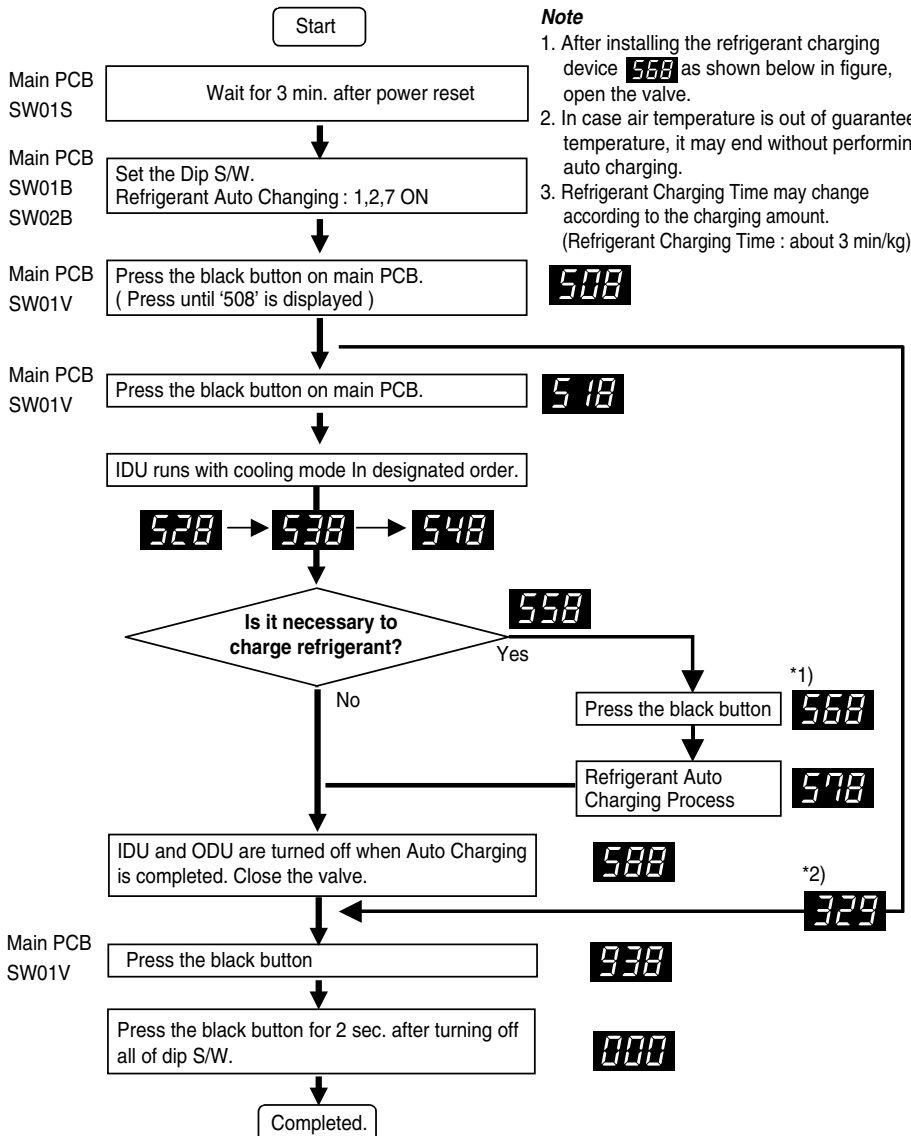 Start
Main PCB
SW01S
Wait for 3 min. after power reset
Main PCB
SW01B
SW02B
Set the Dip S/W.
Refrigerant Auto Changing : 1,2,7 ON
Main PCB
SW01V
Press the black button on main PCB.
( Press until ‘508’ is displayed )
508
Note
1. After installing the refrigerant charging
device 568 as shown below in figure,
open the valve.
2. In case air temperature is out of guarantee
temperature, it may end without performin
auto charging.
3. Refrigerant Charging Time may change
according to the charging amount.
(Refrigerant Charging Time : about 3 min/kg)
Main PCB
SW01V
Press the black button on main PCB.
518
IDU runs with cooling mode In designated order.
528 538 548
Is it necessary to
charge refrigerant?
558
Yes
No
Press the black button
*1)
568
Refrigerant Auto
Charging Process
578
IDU and ODU are turned off when Auto Charging
is completed. Close the valve.
588
*2)
329
Main PCB
SW01V
Press the black button
938
Press the black button for 2 sec. after turning off
all of dip S/W.
000
Completed.